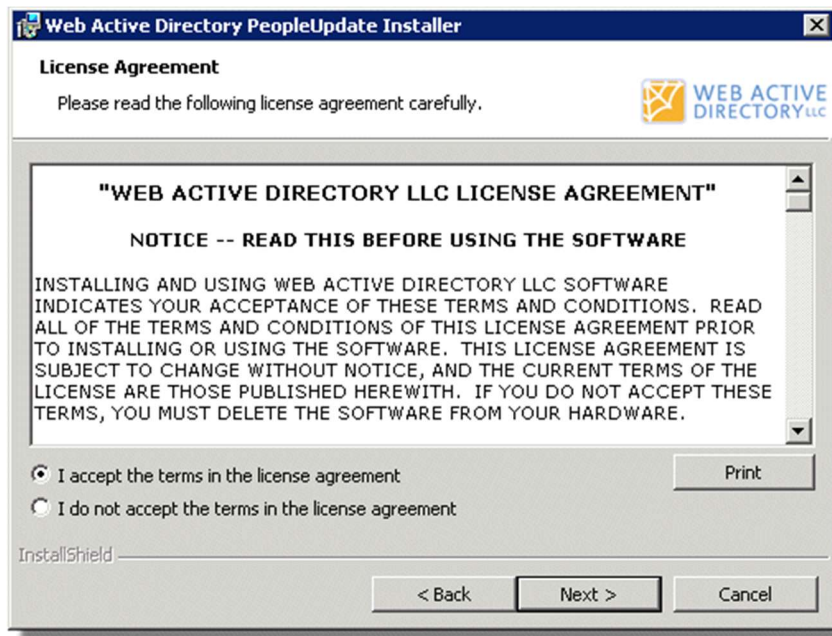 Web Active Directory PeopleUpdate Installer
License Agreement
Please read the following license agreement carefully.
WEB ACTIVE
DIRECTORY LLC
"WEB ACTIVE DIRECTORY LLC LICENSE AGREEMENT"
NOTICE -- READ THIS BEFORE USING THE SOFTWARE
INSTALLING AND USING WEB ACTIVE DIRECTORY LLC SOFTWARE
INDICATES YOUR ACCEPTANCE OF THESE TERMS AND CONDITIONS.  READ
ALL OF THE TERMS AND CONDITIONS OF THIS LICENSE AGREEMENT PRIOR
TO INSTALLING OR USING THE SOFTWARE.  THIS LICENSE AGREEMENT IS
SUBJECT TO CHANGE WITHOUT NOTICE, AND THE CURRENT TERMS OF THE
LICENSE ARE THOSE PUBLISHED HEREWITH.  IF YOU DO NOT ACCEPT THESE
TERMS, YOU MUST DELETE THE SOFTWARE FROM YOUR HARDWARE.
I accept the terms in the license agreement
Print
I do not accept the terms in the license agreement
InstallShield
< Back
Next >
Cancel